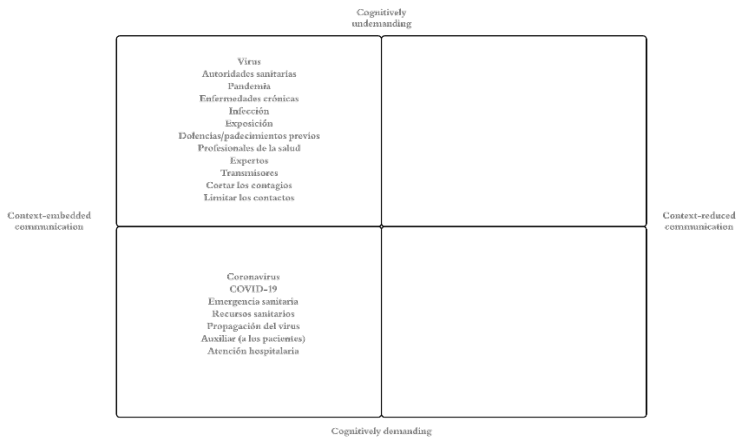 Cognitively
undemanding
Virus
Autoridades sanitarias
Pandemia
Enfermedades crónicas
Infección
Exposición
Dolencias/padecimientos previos
Profesionales de la salud
Expertos
Transmisores
Cortar los contagios
Limitar los contactos
Context-embedded
communication
Context-reduced
communication
Coronavirus
COVID-19
Emergencia sanitaria
Recursos sanitarios
Propagación del virus
Auxiliar (a los pacientes)
Atención hospitalaria
Cognitively demanding